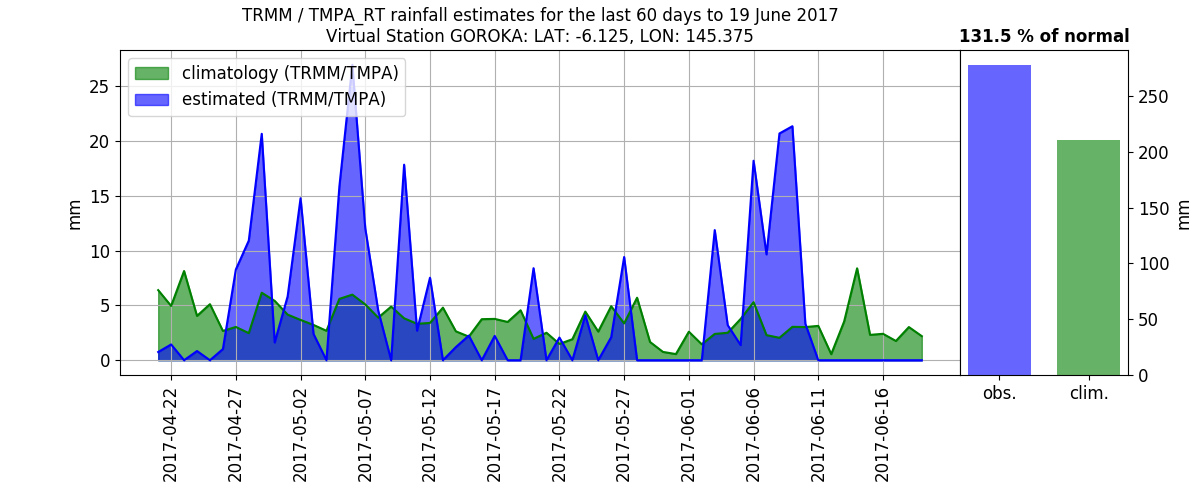 TRMM / TMPA_RT rainfall estimates for the last 60 days to 19 June 2017
Virtual Station GOROKA: LAT: -6.125, LON: 145.375
131.5 % of normal
climatology (TRMM/TMPA)
estimated (TRMM/TMPA)
mm
25
20
15
10
5
0
2017-04-22
2017-04-27
2017-05-02
2017-05-07
2017-05-12
2017-05-17
2017-05-22
2017-05-27
2017-06-01
2017-06-06
2017-06-11
2017-06-16
250
200
150
100
50
0
mm
obs.
clim.